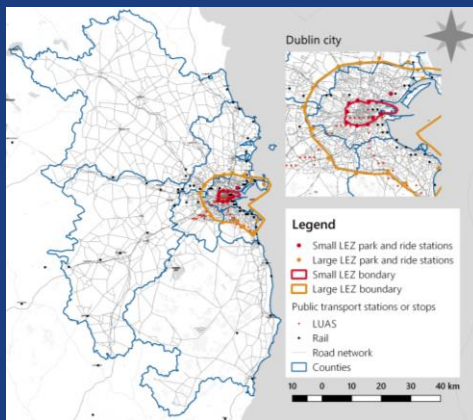 Dublin city
Legend
Small LEZ park and ride stations
Large LEZ park and ride stations
Small LEZ bondary
Large LEZ boundary
Public transport stations or stops
LUAS
Rail
Road network
Counties
10 0 10 20 30 40 km